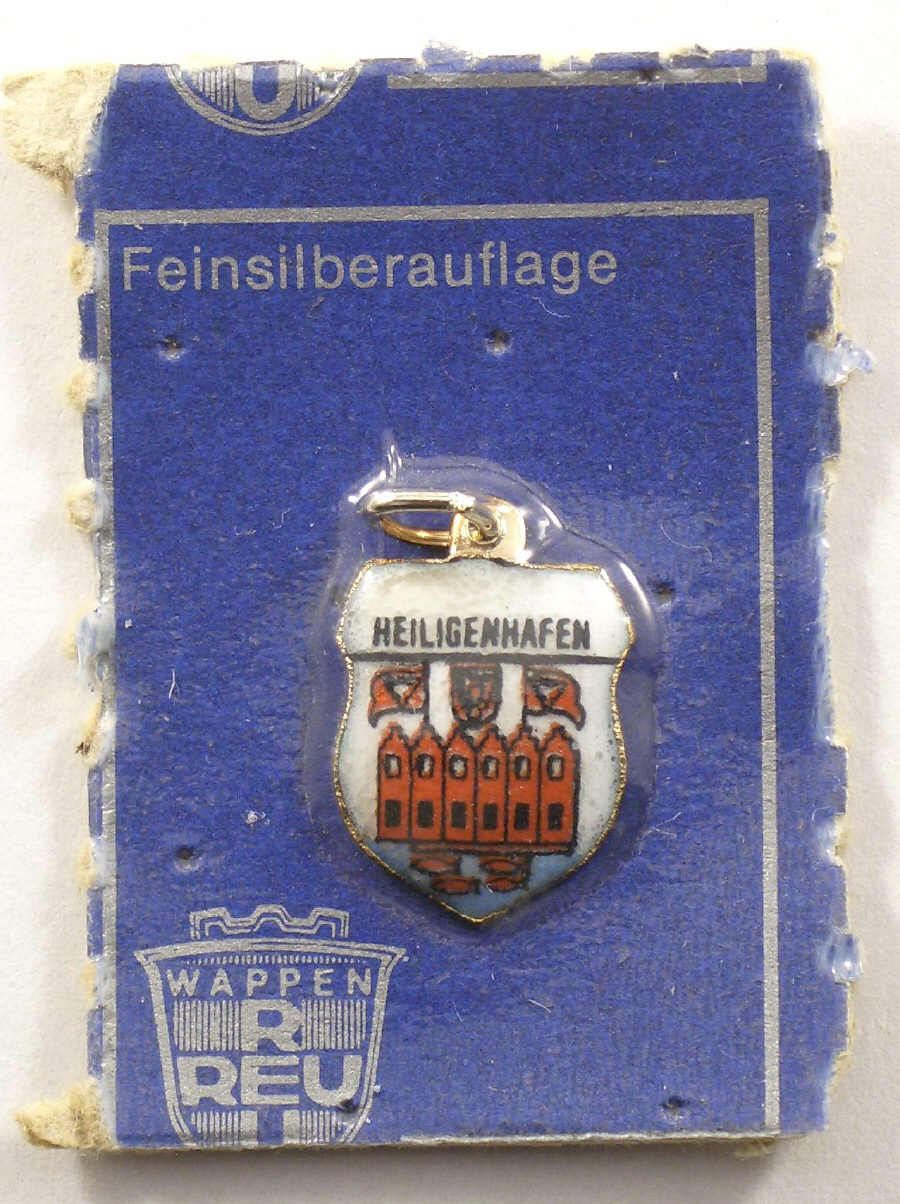 U
Feinsilberauflage
HEILIGENHAFEN
WAPPEN
R
REU
U